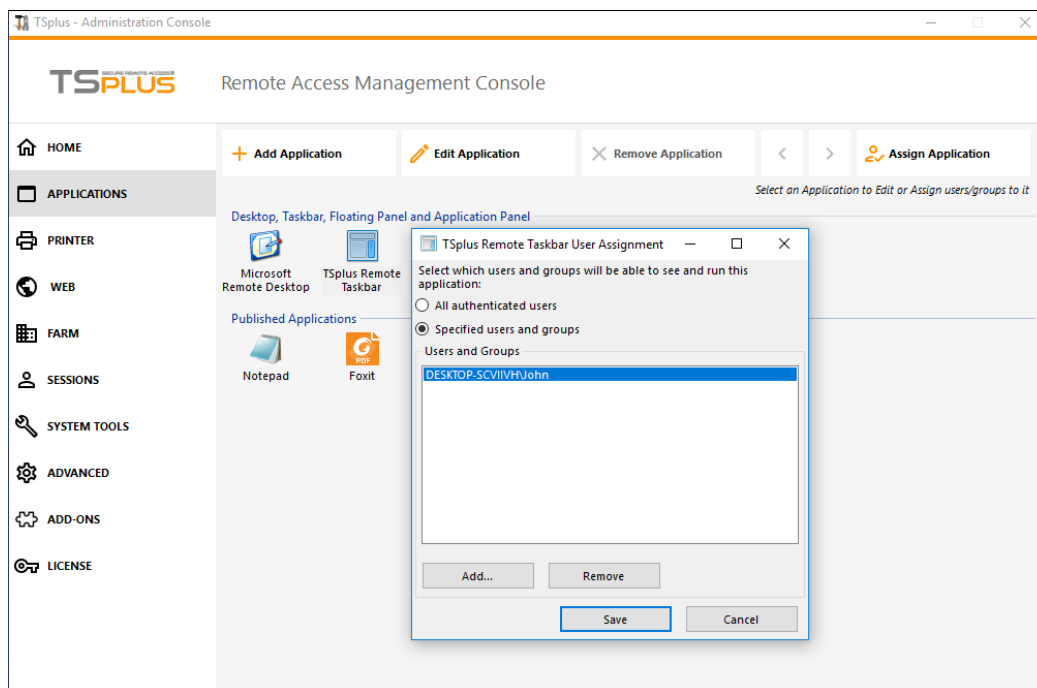 TSplus - Administration Console
TSPLUS
SECURE REMOTE ACCESS®
Remote Access Management Console
HOME
APPLICATIONS
PRINTER
WEB
FARM
SESSIONS
SYSTEM TOOLS
ADVANCED
ADD-ONS
LICENSE
Add Application
Edit Application
Remove Application
Assign Application
Select an Application to Edit or Assign users/groups to it
Desktop, Taskbar, Floating Panel and Application Panel
Microsoft
Remote Desktop
TSplus Remote
Taskbar
Published Applications
Notepad
PDF
Foxit
TSplus Remote Taskbar User Assignment
Select which users and groups will be able to see and run this
application:
All authenticated users
Specified users and groups
Users and Groups
DESKTOP-SCVIIVH\John
Add...
Remove
Save
Cancel